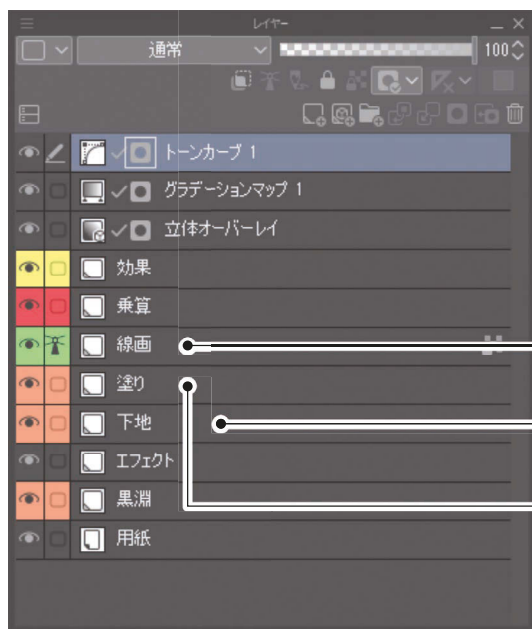 レイヤー
通常
100
トーンカーブ 1
グラデーションマップ 1
立体オーバーレイ
効果
乗算
線画
塗り
下地
エフェクト
黒淵
用紙